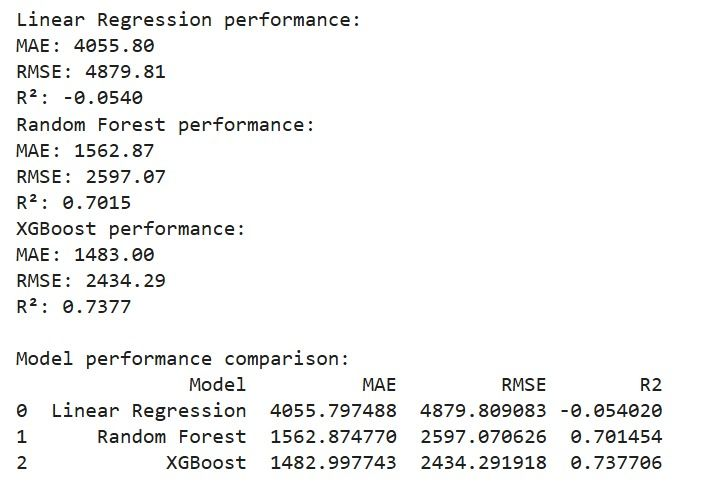 Linear Regression performance:
MAE: 4055.80
RMSE: 4879.81
R²: -0.0540
Random Forest performance:
MAE: 1562.87
RMSE: 2597.07
R²: 0.7015
XGBoost performance:
MAE: 1483.00
RMSE: 2434.29
R²: 0.7377

Model performance comparison:
Model MAE RMSE R2
0 Linear Regression 4055.797488 4879.809083 -0.054020
1 Random Forest 1562.874770 2597.070626 0.701454
2 XGBoost 1482.997743 2434.291918 0.737706